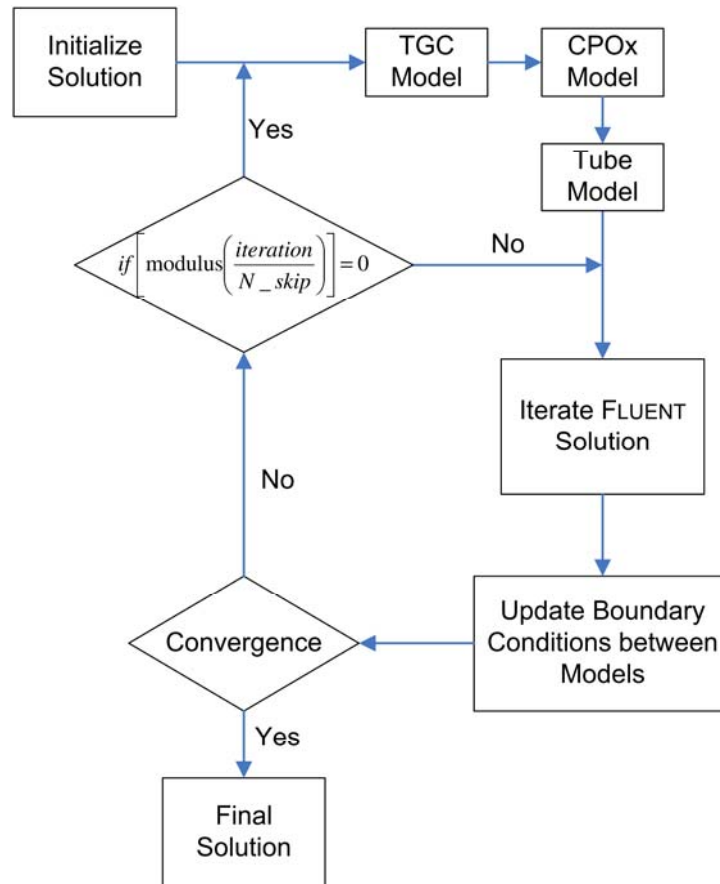 Initialize
Solution
TGC
Model
CPOx
Model
Yes
Tube
Model
if[modulus(iteration/N_skip)]=0
No
Iterate FLUENT
Solution
No
Convergence
Update Boundary
Conditions between
Models
Yes
Final
Solution